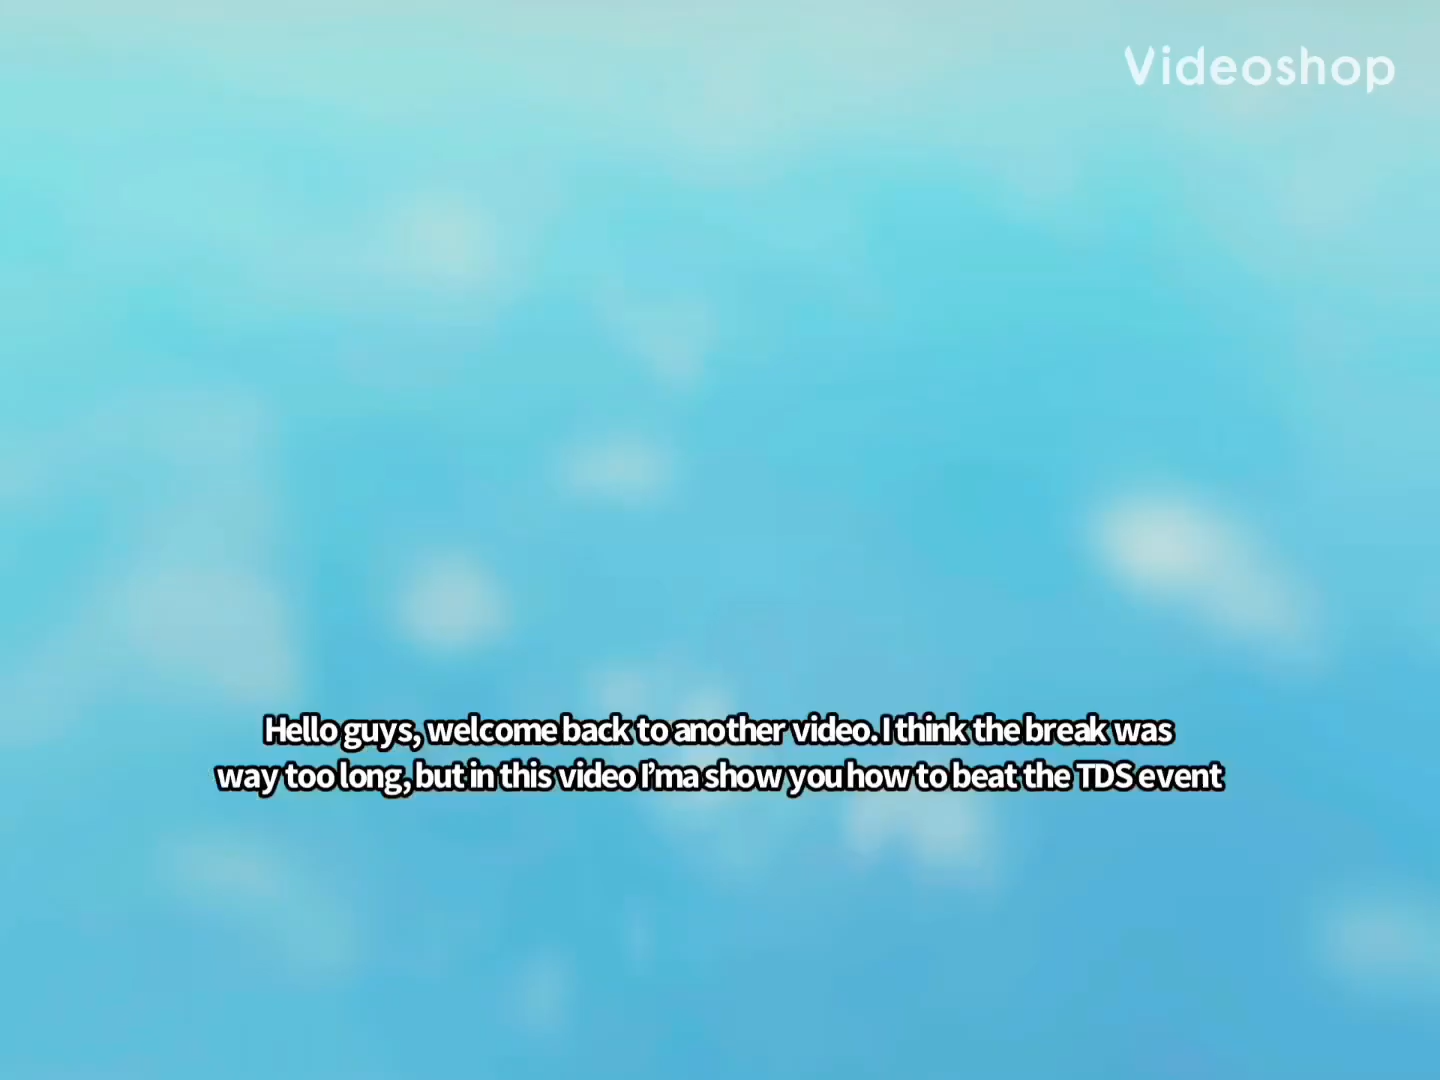 Videoshop
Hello guys, welcome back to another video. I think the break was
way too long, but in this video I’ma show you how to beat the TDS event